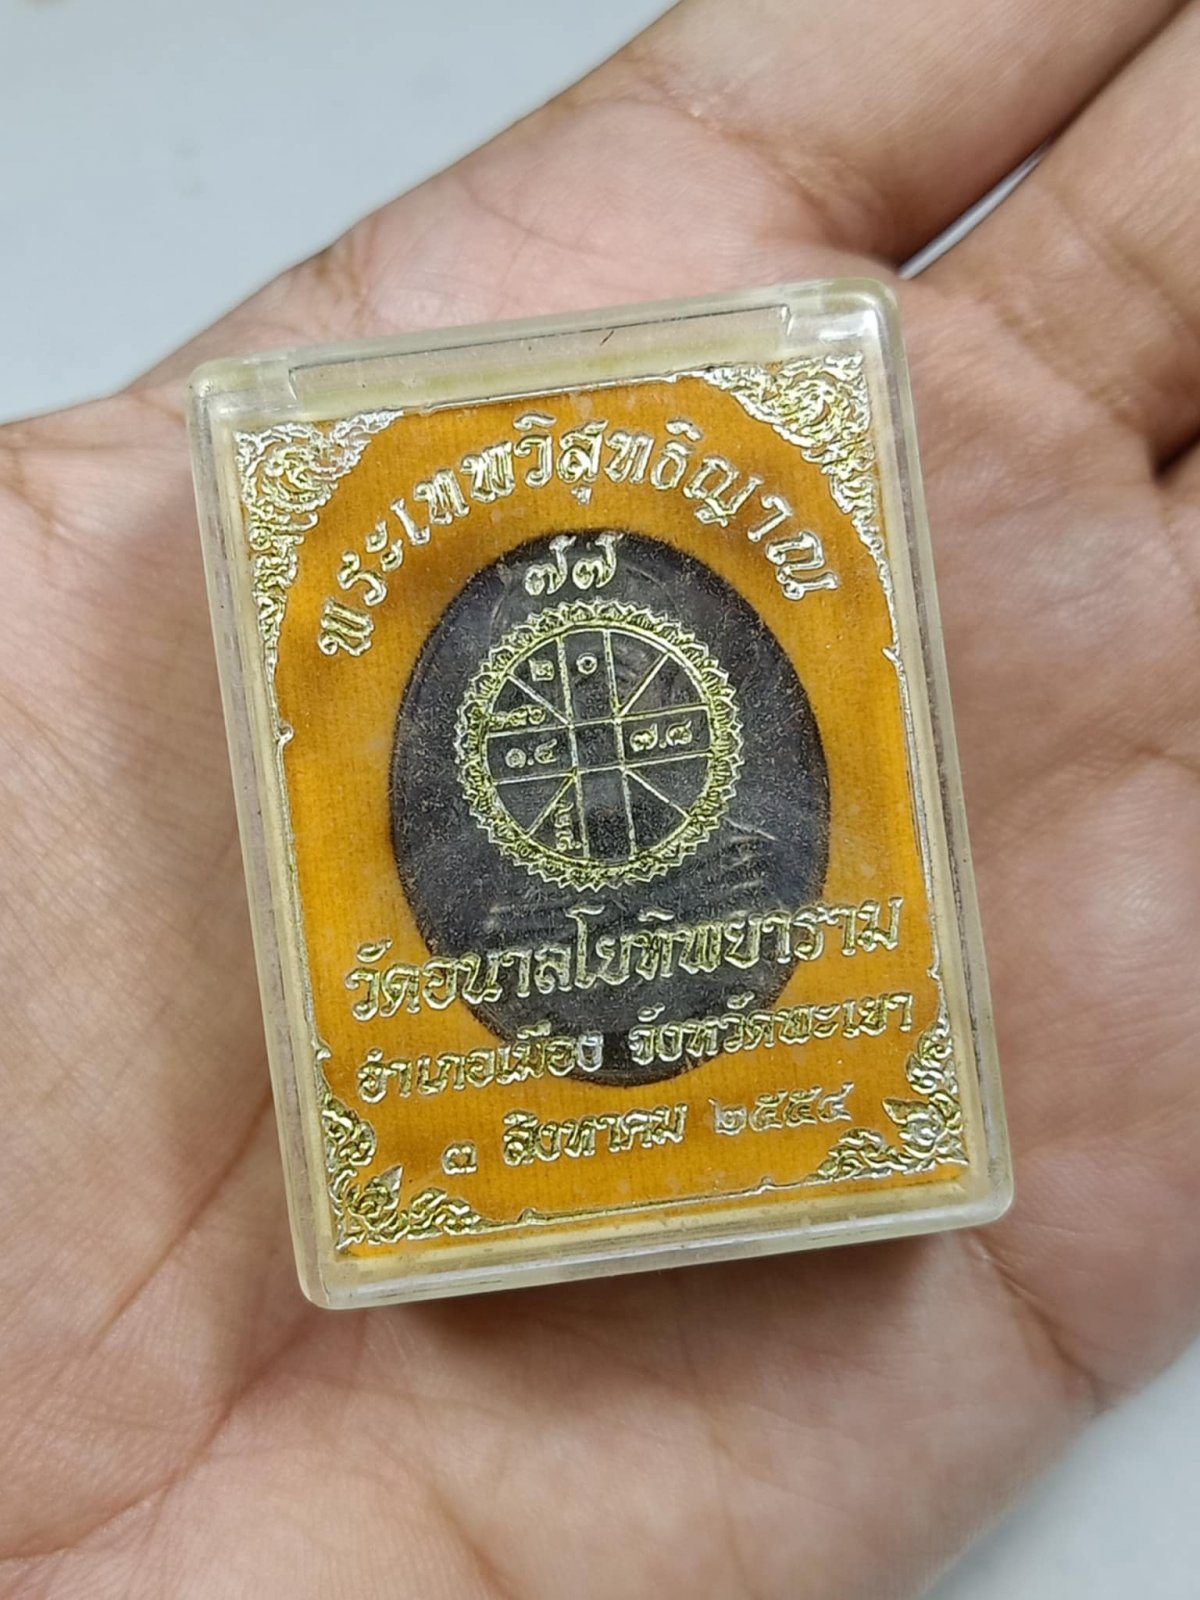 พระเทพวิสุทธิญาณ
๗๗
๒ ๐
๑.๔ ๗.๘
วัดอนาลโยทิพยาราม
อำเภอเมือง จังหวัดพะเยา
๓ สิงหาคม ๒๕๕๔